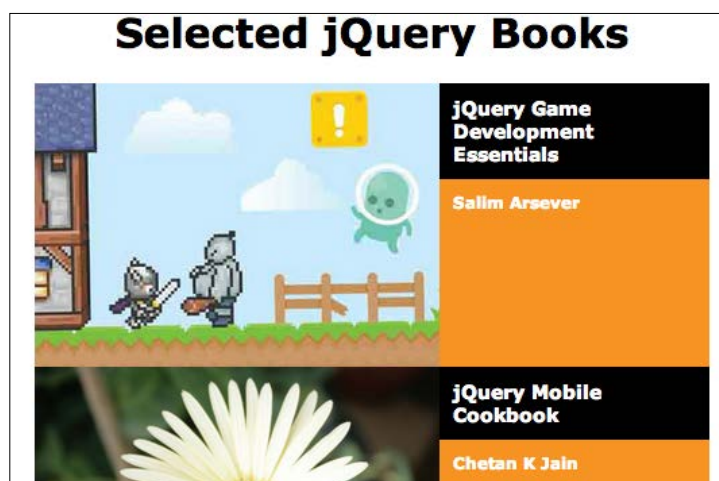 Selected jQuery Books
jQuery Game
Development
Essentials
Salim Arsever
!
jQuery Mobile
Cookbook
Chetan K Jain